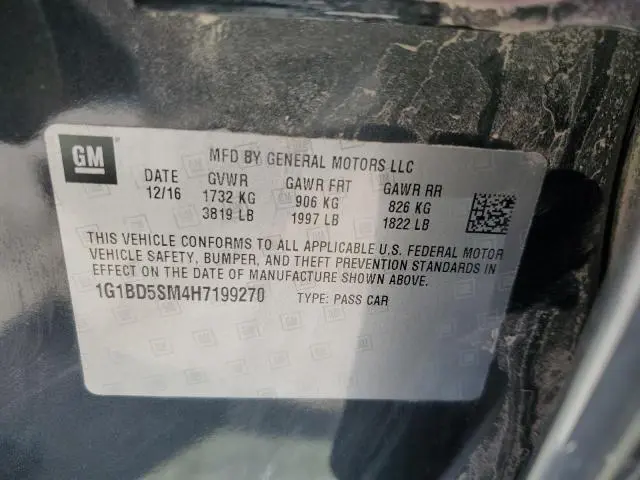 GM
MFD BY GENERAL MOTORS LLC
DATE GVWR GAWR FRT GAWR RR
12/16 1732 KG 906 KG 826 KG
3819 LB 1997 LB 1822 LB
THIS VEHICLE CONFORMS TO ALL APPLICABLE U.S. FEDERAL MOTOR
VEHICLE SAFETY, BUMPER, AND THEFT PREVENTION STANDARDS IN
EFFECT ON THE DATE OF MANUFACTURE SHOWN ABOVE.
1G1BD5SM4H7199270 TYPE: PASS CAR